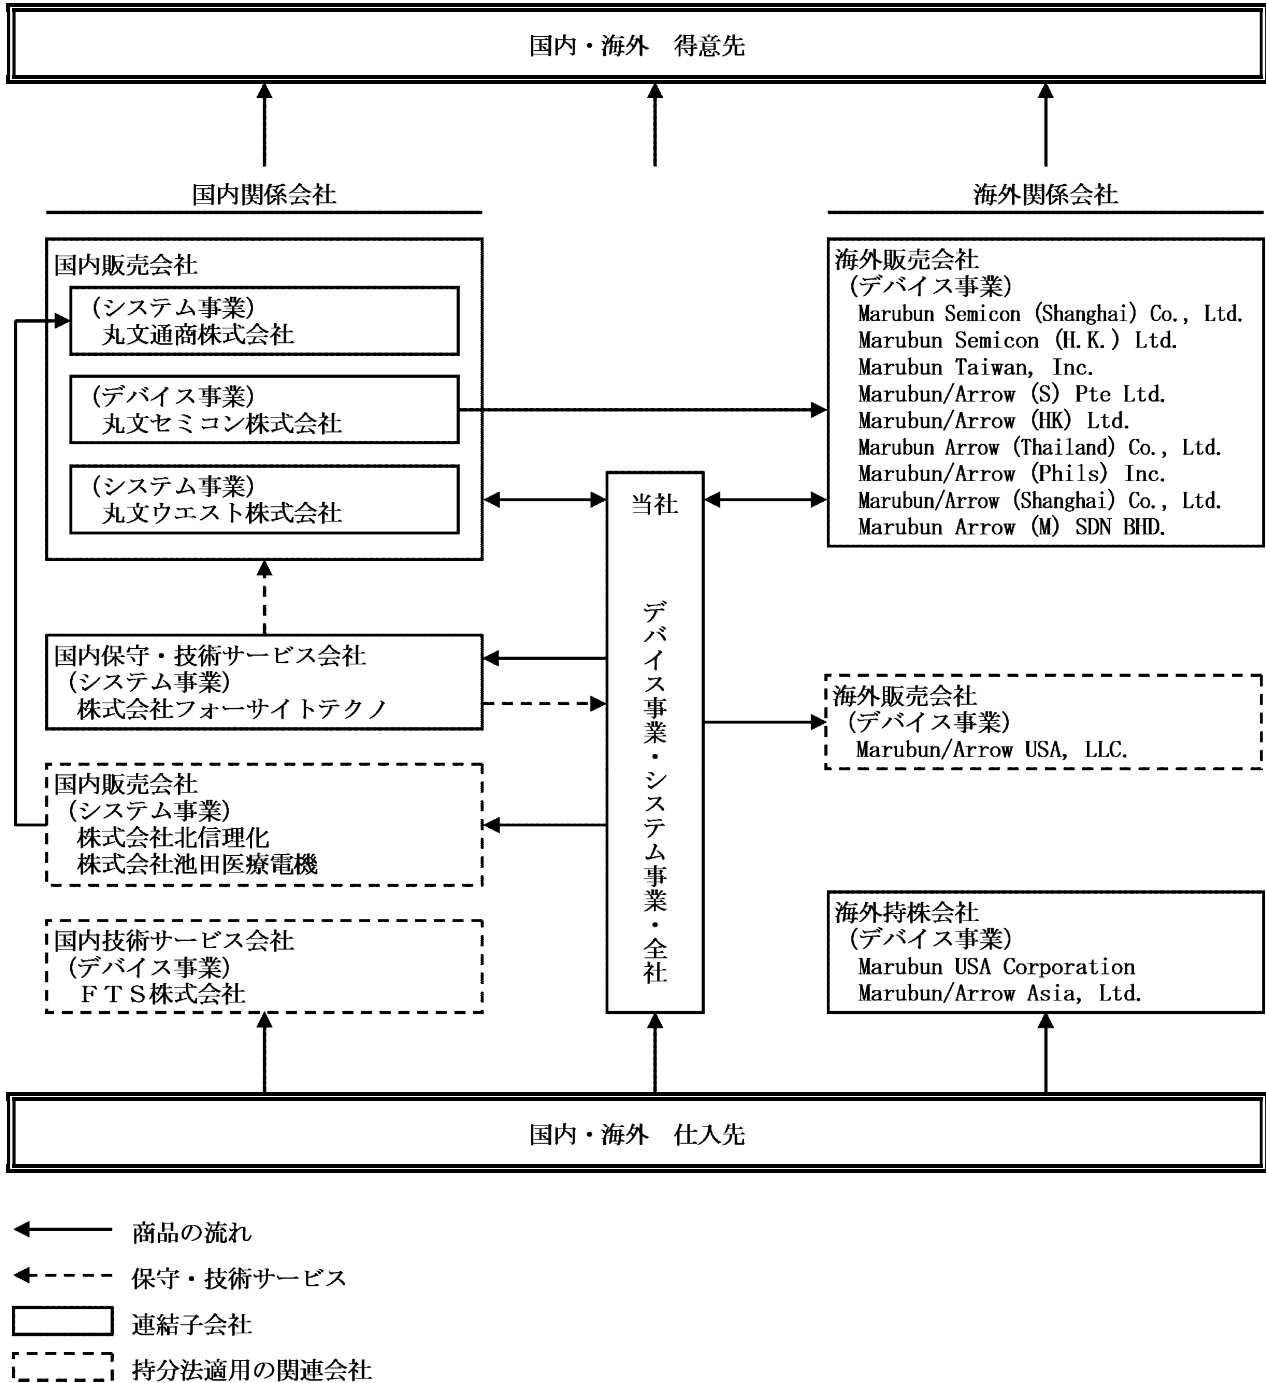 国内・海外　得意先
国内関係会社
国内販売会社
（システム事業）
丸文通商株式会社
（デバイス事業）
丸文セミコン株式会社
（システム事業）
丸文ウエスト株式会社
国内保守・技術サービス会社
（システム事業）
株式会社フォーサイトテクノ
国内販売会社
（システム事業）
株式会社北信理化
株式会社池田医療電機
国内技術サービス会社
（デバイス事業）
ＦＴＳ株式会社
当社
デバイス事業・システム事業・全社
海外関係会社
海外販売会社
（デバイス事業）
Marubun Semicon (Shanghai) Co., Ltd.
Marubun Semicon (H.K.) Ltd.
Marubun Taiwan, Inc.
Marubun/Arrow (S) Pte Ltd.
Marubun/Arrow (HK) Ltd.
Marubun Arrow (Thailand) Co., Ltd.
Marubun/Arrow (Phils) Inc.
Marubun/Arrow (Shanghai) Co., Ltd.
Marubun Arrow (M) SDN BHD.
海外販売会社
（デバイス事業）
Marubun/Arrow USA, LLC.
海外持株会社
（デバイス事業）
Marubun USA Corporation
Marubun/Arrow Asia, Ltd.
国内・海外　仕入先
商品の流れ
保守・技術サービス
連結子会社
持分法適用の関連会社